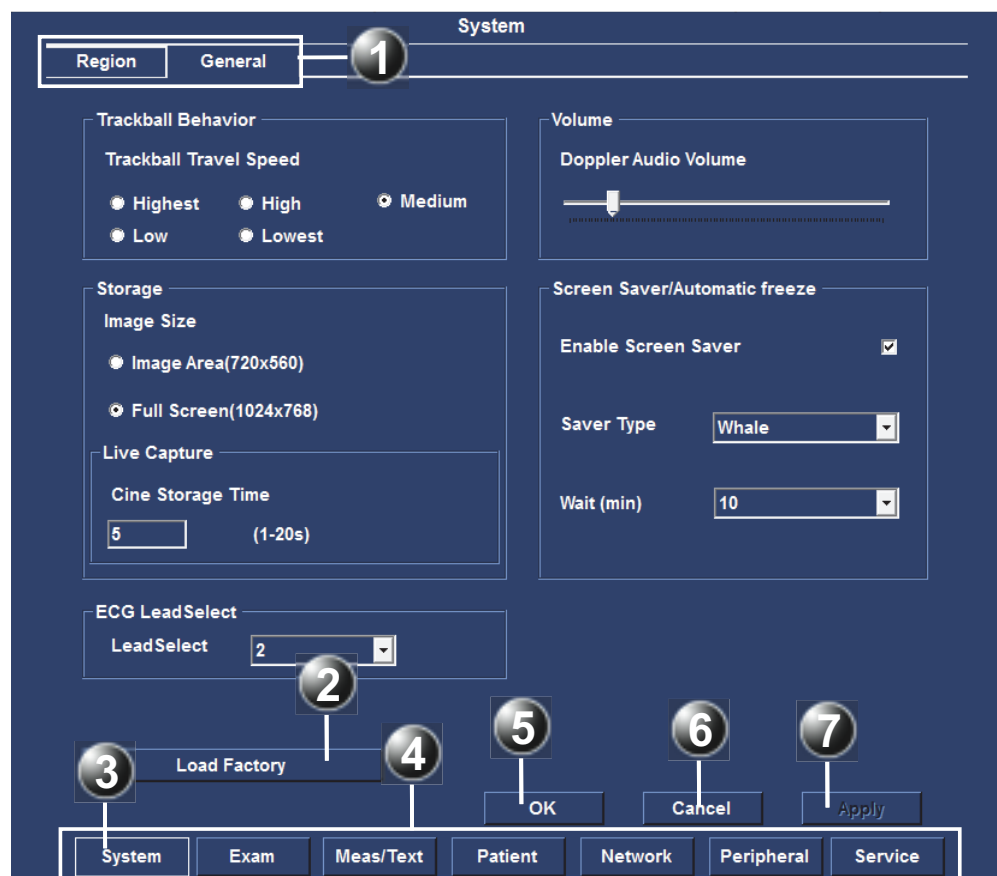 System
Region General 1
Trackball Behavior
Trackball Travel Speed
Highest High Medium
Low Lowest
Volume
Doppler Audio Volume
Storage
Image Size
Image Area(720x560)
Full Screen(1024x768)
Live Capture
Cine Storage Time
5 (1-20s)
Screen Saver/Automatic freeze
Enable Screen Saver
Saver Type Whale
Wait (min) 10
ECG LeadSelect
LeadSelect 2
2
3 Load Factory 4
5 6 7
OK Cancel Apply
System Exam Meas/Text Patient Network Peripheral Service